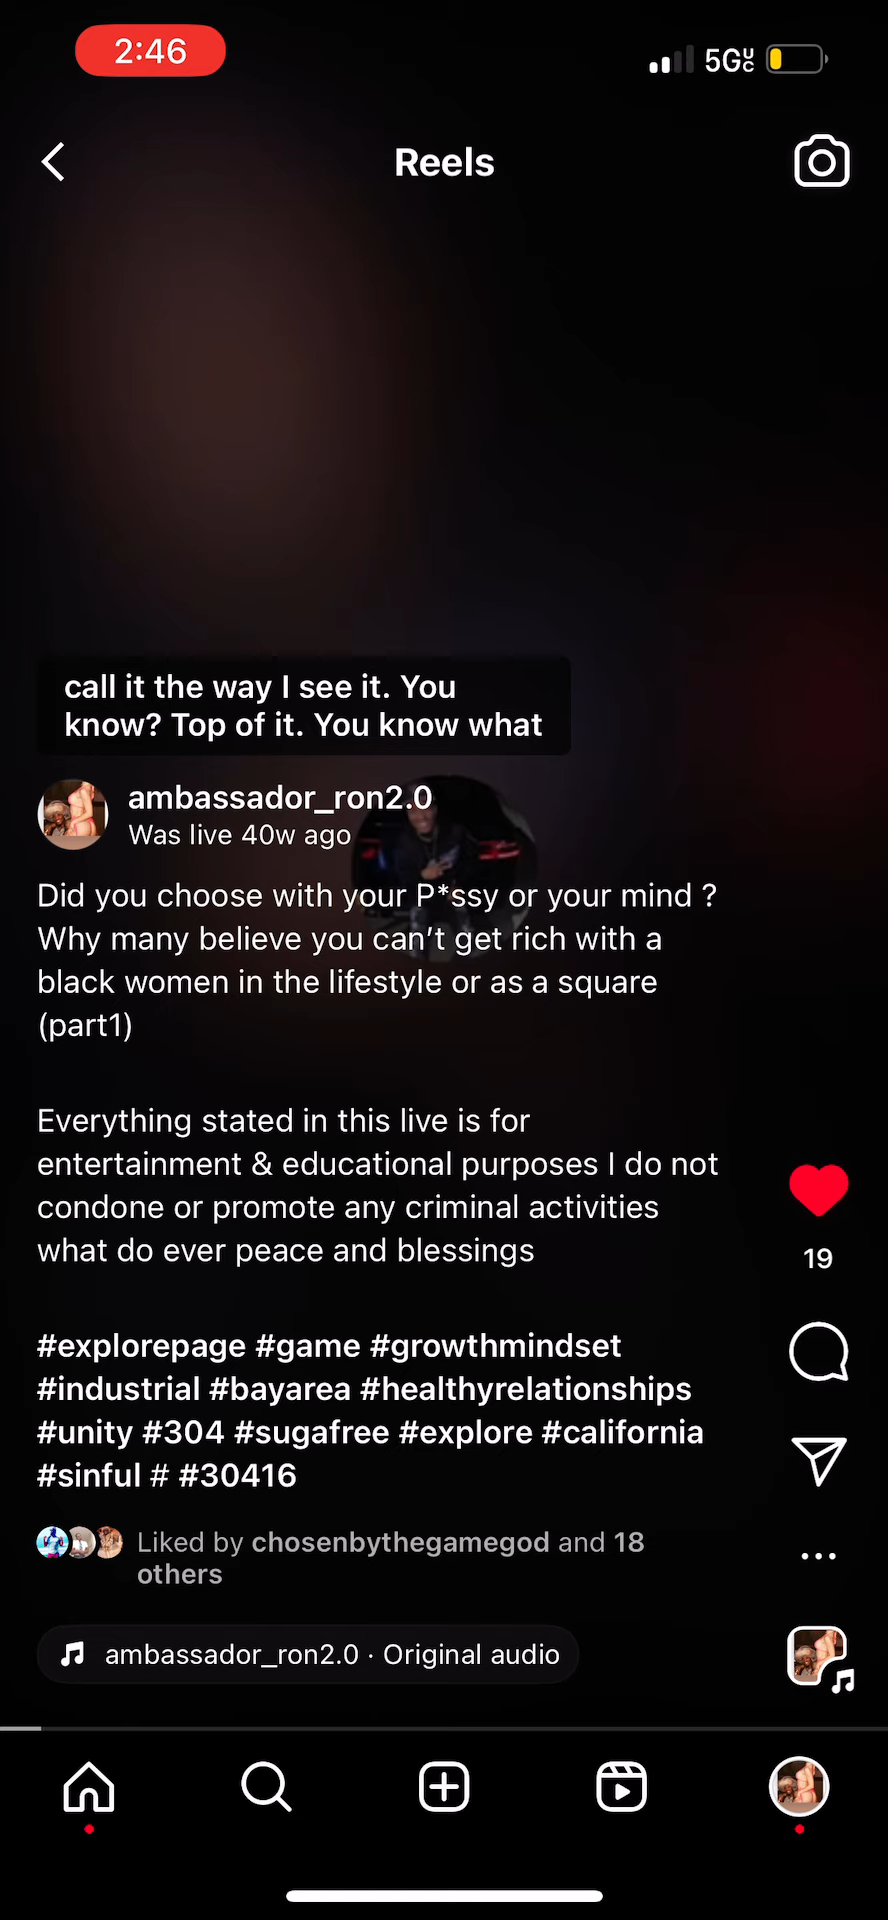 2:46
5GUC
Reels
call it the way I see it. You
know? Top of it. You know what
ambassador_ron2.0
Was live 40w ago
Did you choose with your P*ssy or your mind ?
Why many believe you can't get rich with a
black women in the lifestyle or as a square
(part1)
Everything stated in this live is for
entertainment & educational purposes I do not
condone or promote any criminal activities
what do ever peace and blessings
#explorepage #game #growthmindset
#industrial #bayarea #healthyrelationships
#unity #304 #sugafree #explore #california
#sinful # #30416
19
Liked by chosenbythegamegod and 18
others
ambassador_ron2.0 · Original audio